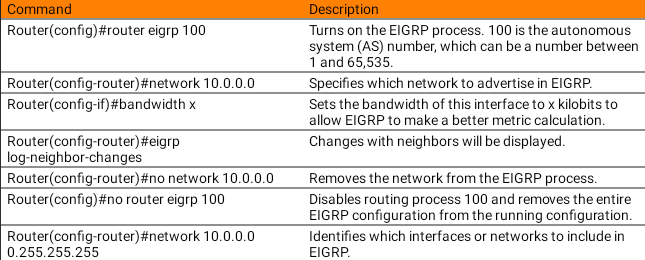 Command Description
Router(config)#router eigrp 100 Turns on the EIGRP process. 100 is the autonomous
system (AS) number, which can be a number between
1 and 65,535.
Router(config-router)#network 10.0.0.0 Specifies which network to advertise in EIGRP.
Router(config-if)#bandwidth x Sets the bandwidth of this interface to x kilobits to
allow EIGRP to make a better metric calculation.
Router(config-router)#eigrp Changes with neighbors will be displayed.
log-neighbor-changes
Router(config-router)#no network 10.0.0.0 Removes the network from the EIGRP process.
Router(config)#no router eigrp 100 Disables routing process 100 and removes the entire
EIGRP configuration from the running configuration.
Router(config-router)#network 10.0.0.0 Identifies which interfaces or networks to include in
0.255.255.255 EIGRP.